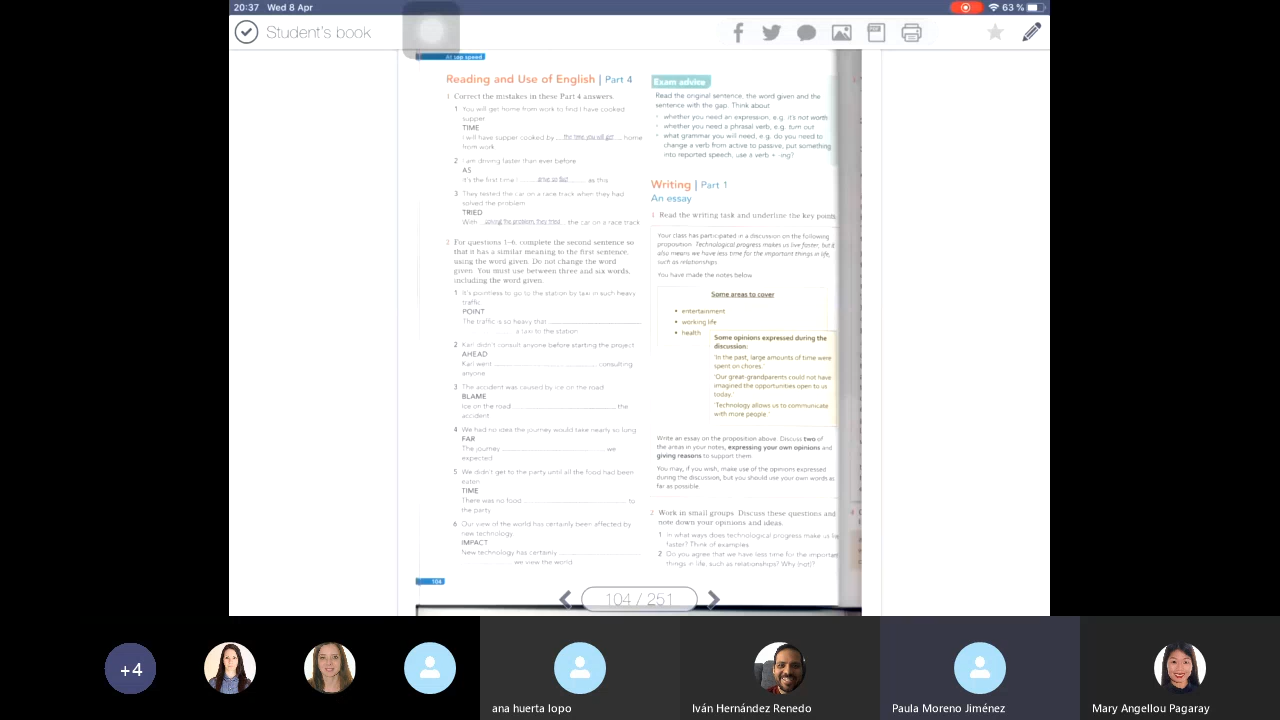 20:37 Wed 8 Apr
63 %
Student's book
At top speed
Reading and Use of English | Part 4
1 Correct the mistakes in these Part 4 answers.
1 You will get home from work to find I have cooked
supper.
TIME
I will have supper cooked by the time you will get home
from work.
2 I am driving faster than ever before.
AS
It's the first time I drive so fast as this.
3 They tested the car on a race track when they had
solved the problem.
TRIED
With solving the problem, they tried the car on a race track.
2 For questions 1–6, complete the second sentence so
that it has a similar meaning to the first sentence,
using the word given. Do not change the word
given. You must use between three and six words,
including the word given.
1 It's pointless to go to the station by taxi in such heavy
traffic.
POINT
The traffic is so heavy that
a taxi to the station.
2 Karl didn't consult anyone before starting the project.
AHEAD
Karl went consulting
anyone.
3 The accident was caused by ice on the road.
BLAME
Ice on the road the
accident.
4 We had no idea the journey would take nearly so long.
FAR
The journey we
expected.
5 We didn't get to the party until all the food had been
eaten.
TIME
There was no food to
the party.
6 Our view of the world has certainly been affected by
new technology.
IMPACT
New technology has certainly
we view the world.
104
Exam advice
Read the original sentence, the word given and the
sentence with the gap. Think about
• whether you need an expression, e.g. it's not worth
• whether you need a phrasal verb, e.g. turn out
• what grammar you will need, e.g. do you need to
change a verb from active to passive, put something
into reported speech, use a verb + -ing?
Writing | Part 1
An essay
1 Read the writing task and underline the key points.
Your class has participated in a discussion on the following
proposition: Technological progress makes us live faster, but it
also means we have less time for the important things in life,
such as relationships.
You have made the notes below.
Some areas to cover
• entertainment
• working life
• health
Some opinions expressed during the
discussion:
'In the past, large amounts of time were
spent on chores.'
'Our great-grandparents could not have
imagined the opportunities open to us
today.'
'Technology allows us to communicate
with more people.'
Write an essay on the proposition above. Discuss two of
the areas in your notes, expressing your own opinions and
giving reasons to support them.
You may, if you wish, make use of the opinions expressed
during the discussion, but you should use your own words as
far as possible.
2 Work in small groups. Discuss these questions and
note down your opinions and ideas.
1 In what ways does technological progress make us
faster? Think of examples.
2 Do you agree that we have less time for the important
things in life, such as relationships? Why (not)?
104 / 251
+4
ana huerta lopo
Iván Hernández Renedo
Paula Moreno Jiménez
Mary Angellou Pagaray